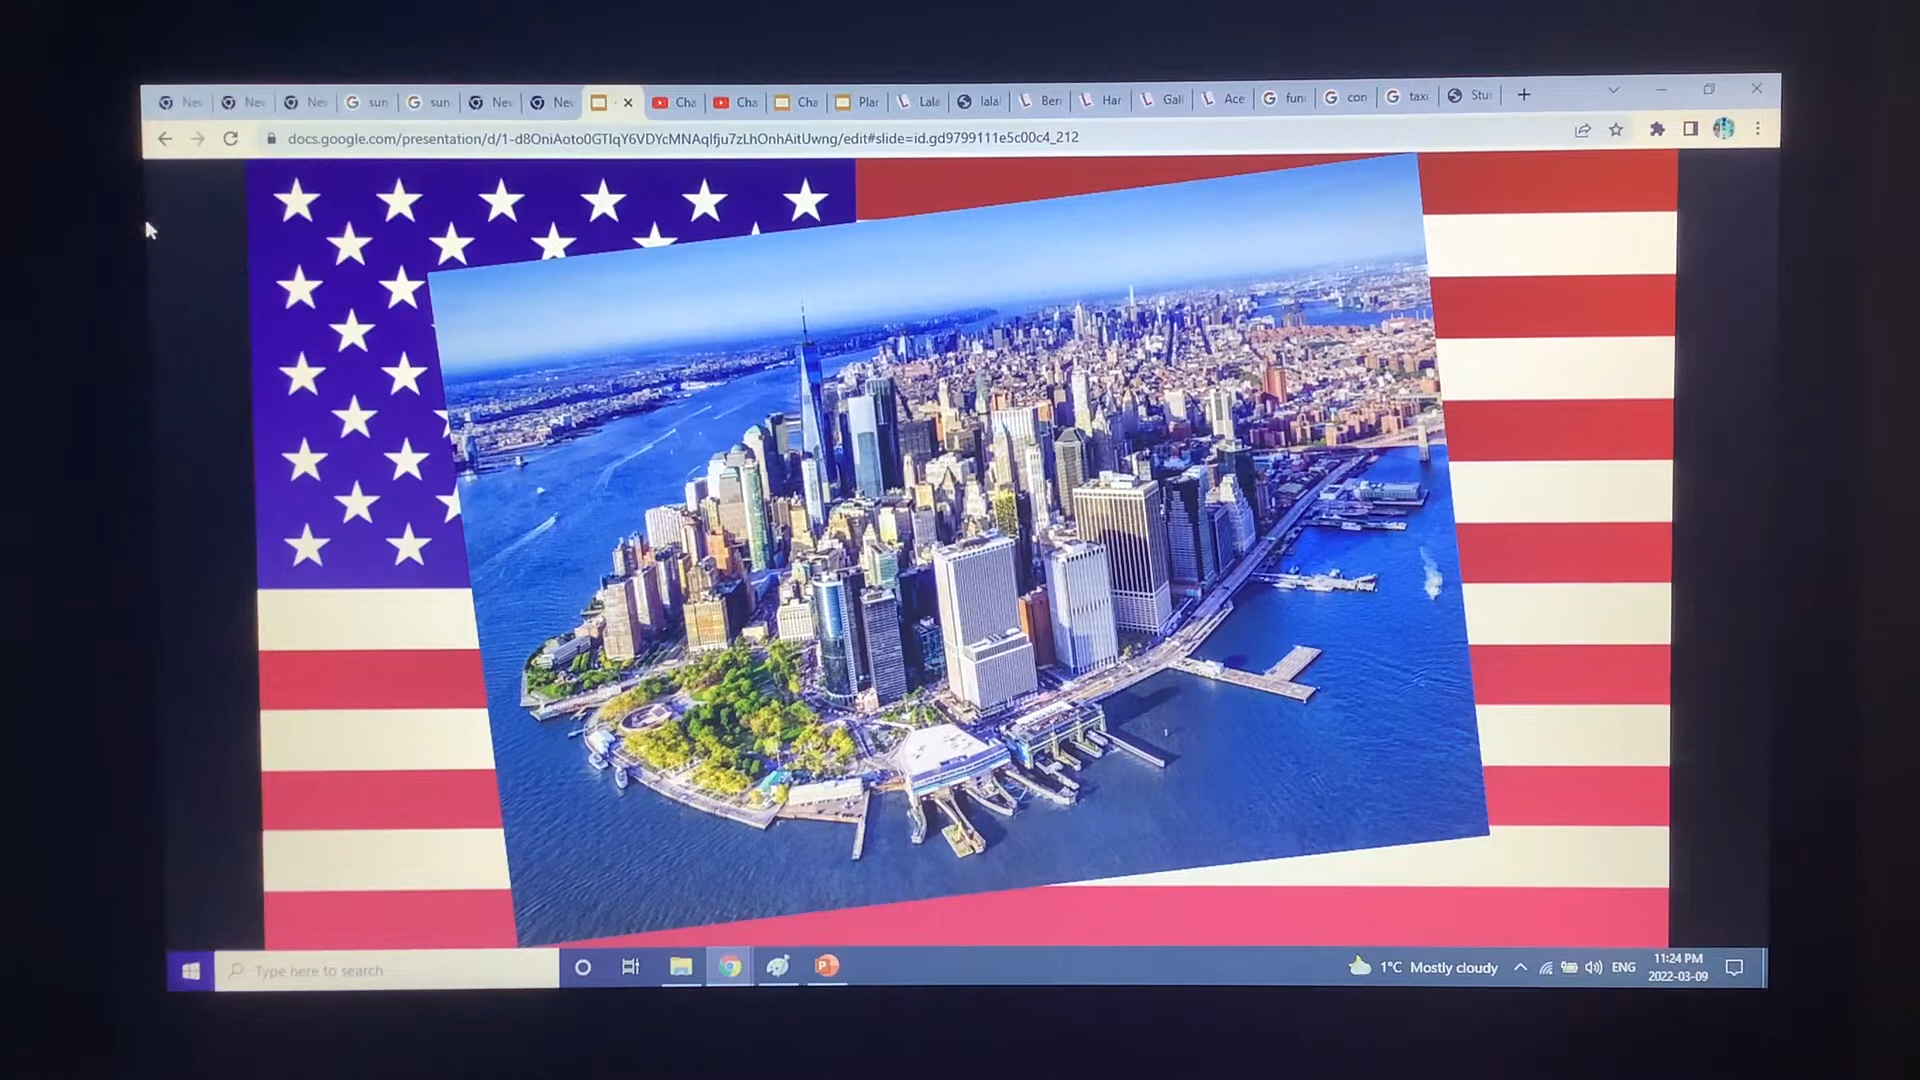 Nev Nev Nev sun sun Nev Nev Cha Cha Cha Plar Lala lalal Ben Har Gall Ace fun con taxi Stu
docs.google.com/presentation/d/1-d8OniAoto0GTIqY6VDYcMNAqIfju7zLhOnhAitUwng/edit#slide=id.gd9799111e5c00c4_212
Type here to search
1°C Mostly cloudy
ENG
11:24 PM
2022-03-09